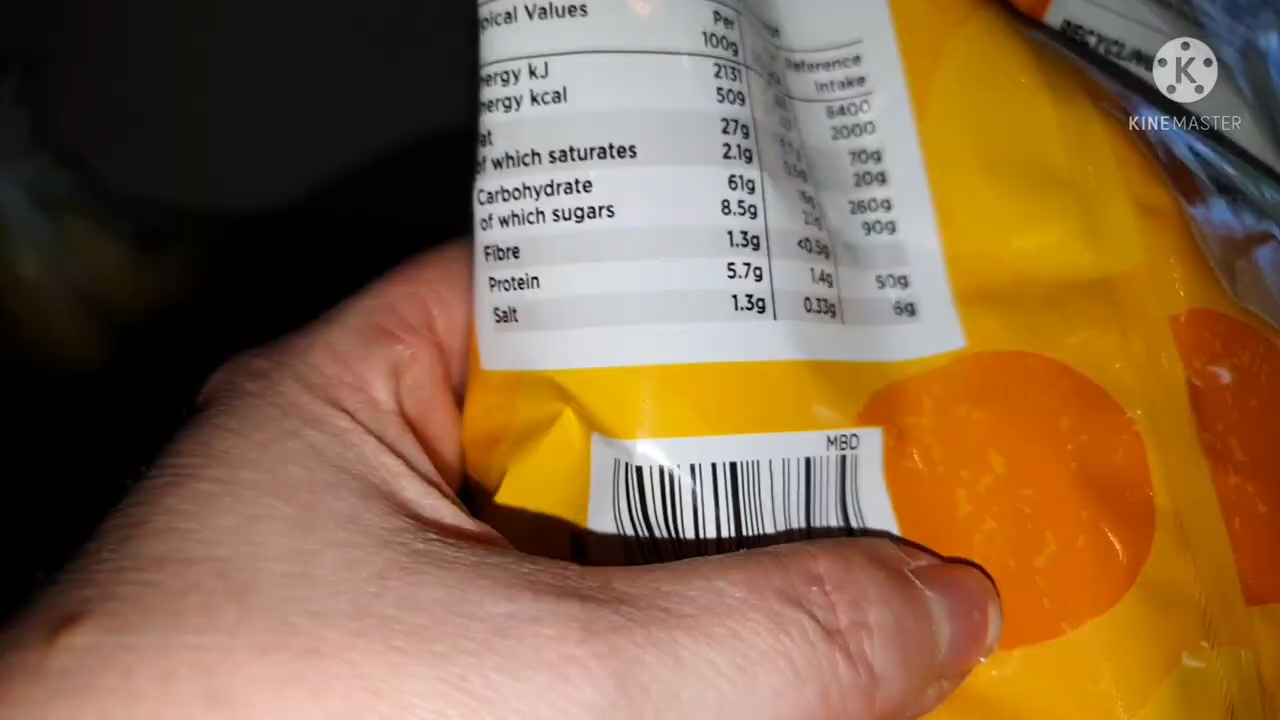 pical Values Per 100g Reference Intake
ergy kJ 2131 8400
ergy kcal 509 2000
at 27g 70g
f which saturates 2.1g 20g
Carbohydrate 61g 260g
of which sugars 8.5g 90g
Fibre 1.3g <0.5g
Protein 5.7g 1.4g 50g
Salt 1.3g 0.33g 6g
MBD
RECYCLING
KINEMASTER